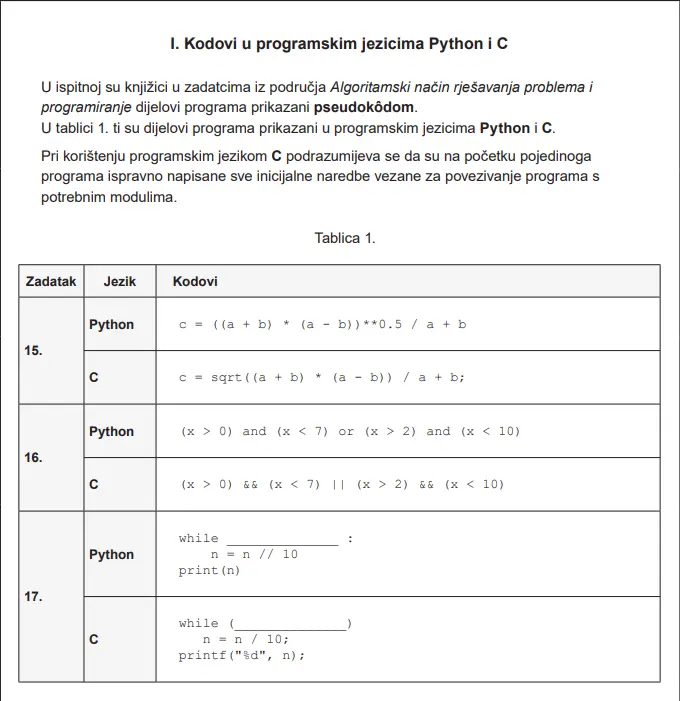 I. Kodovi u programskim jezicima Python i C
U ispitnoj su knjižici u zadatcima iz područja Algoritamski način rješavanja problema i
programiranje dijelovi programa prikazani pseudokôdom.
U tablici 1. ti su dijelovi programa prikazani u programskim jezicima Python i C.
Pri korištenju programskim jezikom C podrazumijeva se da su na početku pojedinoga
programa ispravno napisane sve inicijalne naredbe vezane za povezivanje programa s
potrebnim modulima.
Tablica 1.
Zadatak Jezik Kodovi
15.
Python c = ((a + b) * (a - b))**0.5 / a + b
C c = sqrt((a + b) * (a - b)) / a + b;
16.
Python (x > 0) and (x < 7) or (x > 2) and (x < 10)
C (x > 0) && (x < 7) || (x > 2) && (x < 10)
17.
Python
while ______________ :
n = n // 10
print(n)
C
while (______________)
n = n / 10;
printf("%d", n);